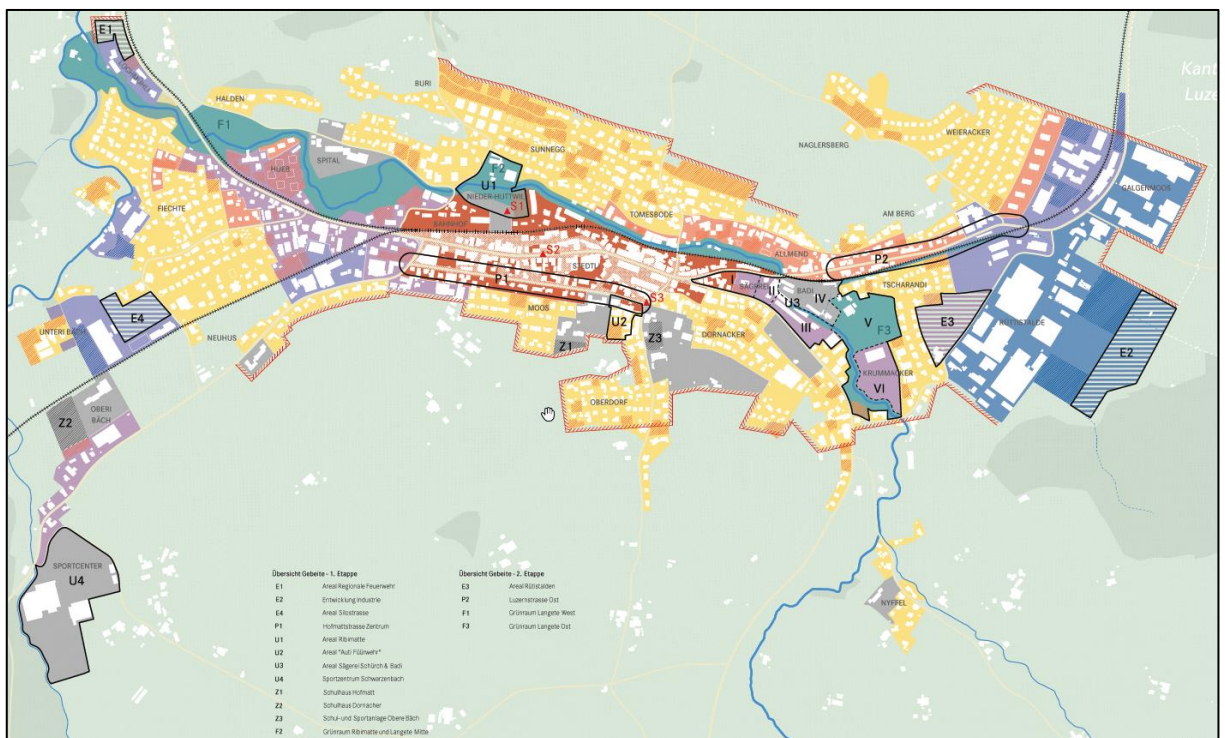 E1
Kant
Luze
BURI
HALDEN
F1
WEIERACKER
NAGLERSBERG
SUNNEGG
SPITAL
F2
HUEB
U1
NIEDER-HUTTWIL
GALGENMOOS
FIECHTE
S1
TOMESBODE
AM BERG
BAHNHOF
S2
ALLMEND
P2
STEDTLI
P1
I
SÄGEREI
BADI
TSCHARANDI
II
U3
IV
S3
E4
MOOS
U2
V
F3
E3
UNTERI BÄCH
III
NEUHUS
Z1
Z3
DORNACKER
E2
KRUMMACKER
VI
OBERI
BÄCH
OBERDORF
Z2
SPORTCENTER
U4
NYFFEL
Übersicht Gebeite - 1. Etappe
E1 Areal Regionale Feuerwehr
E2 Entwicklung Industrie
E4 Areal Silostrasse
P1 Hofmattstrasse Zentrum
U1 Areal Ribimatte
U2 Areal "Auti Füürwehr"
U3 Areal Sägerei Schürch & Badi
U4 Sportzentrum Schwarzenbach
Z1 Schulhaus Hofmatt
Z2 Schulhaus Dornacker
Z3 Schul- und Sportanlage Obere Bäch
F2 Grünraum Ribimatte und Langete Mitte
Übersicht Gebeite - 2. Etappe
E3 Areal Rütistalden
P2 Luzernstrasse Ost
F1 Grünraum Langete West
F3 Grünraum Langete Ost